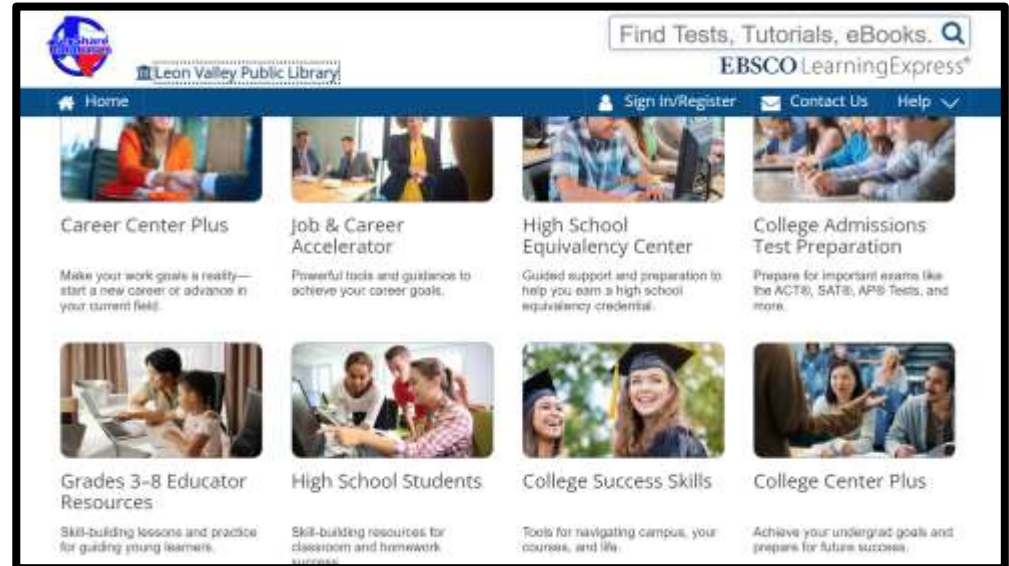 TexShare
Databases
Leon Valley Public Library
Find Tests, Tutorials, eBooks.
EBSCO LearningExpress®
Home
Sign In/Register
Contact Us
Help
Career Center Plus
Make your work goals a reality—
start a new career or advance in
your current field.
Job & Career
Accelerator
Powerful tools and guidance to
achieve your career goals.
High School
Equivalency Center
Guided support and preparation to
help you earn a high school
equivalency credential.
College Admissions
Test Preparation
Prepare for important exams like
the ACT®, SAT®, AP® Tests, and
more.
Grades 3–8 Educator
Resources
Skill-building lessons and practice
for guiding young learners.
High School Students
Skill-building resources for
classroom and homework
success.
College Success Skills
Tools for navigating campus, your
courses, and life.
College Center Plus
Achieve your undergrad goals and
prepare for future success.